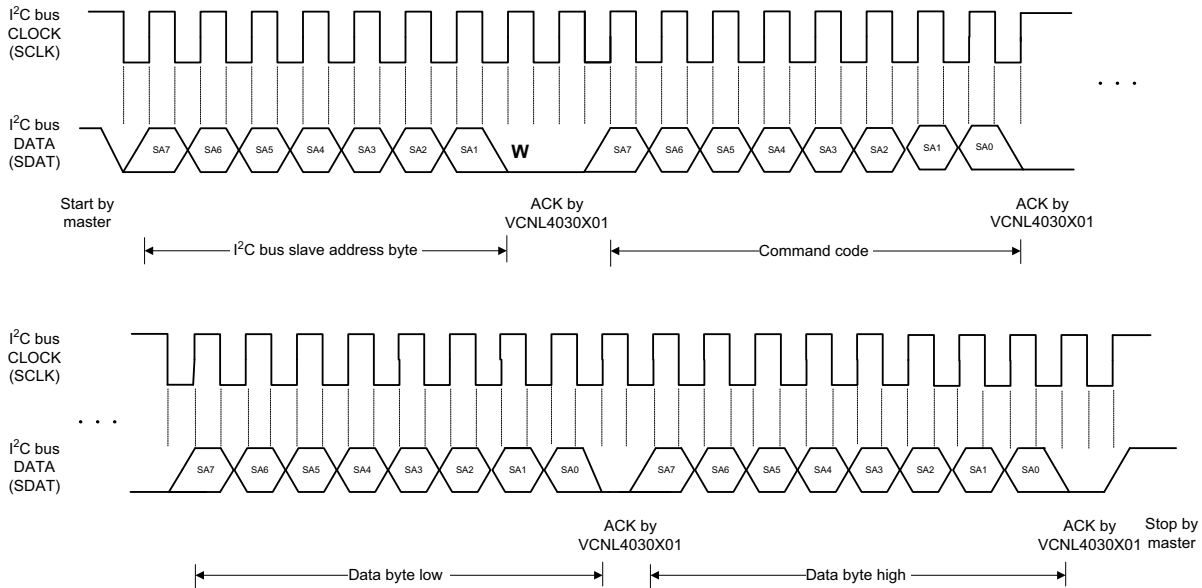 I²C bus
CLOCK
(SCLK)
. . .
I²C bus
DATA
(SDAT)
SA7 SA6 SA5 SA4 SA3 SA2 SA1 W SA7 SA6 SA5 SA4 SA3 SA2 SA1 SA0
Start by
master
ACK by
VCNL4030X01
ACK by
VCNL4030X01
I²C bus slave address byte
Command code
I²C bus
CLOCK
(SCLK)
. . .
I²C bus
DATA
(SDAT)
SA7 SA6 SA5 SA4 SA3 SA2 SA1 SA0 SA7 SA6 SA5 SA4 SA3 SA2 SA1 SA0
ACK by
VCNL4030X01
ACK by
VCNL4030X01
Stop by
master
Data byte low
Data byte high